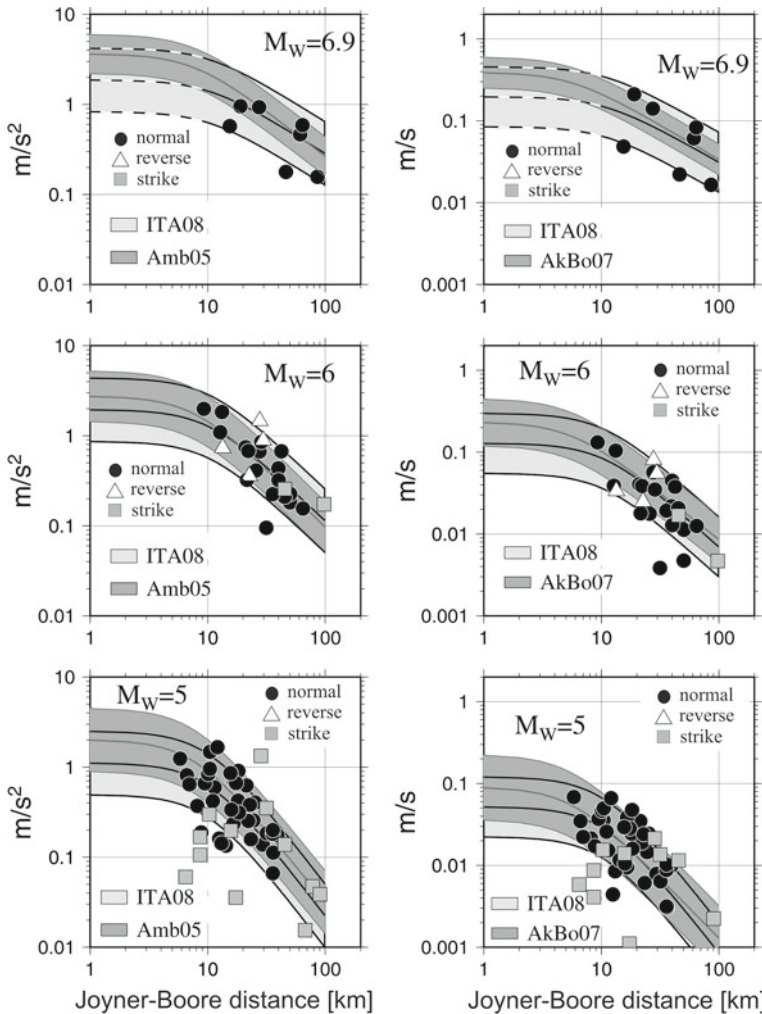 M_W=6.9
m/s²
10
1
0.1
0.01
normal
reverse
strike
ITA08
Amb05
1
10
100
M_W=6.9
m/s
1
0.1
0.01
0.001
normal
reverse
strike
ITA08
AkBo07
1
10
100
M_W=6
m/s²
10
1
0.1
0.01
normal
reverse
strike
ITA08
Amb05
1
10
100
M_W=6
m/s
1
0.1
0.01
0.001
normal
reverse
strike
ITA08
AkBo07
1
10
100
M_W=5
m/s²
10
1
0.1
0.01
normal
reverse
strike
ITA08
Amb05
1
10
100
Joyner-Boore distance [km]
M_W=5
m/s
1
0.1
0.01
0.001
normal
reverse
strike
ITA08
AkBo07
1
10
100
Joyner-Boore distance [km]